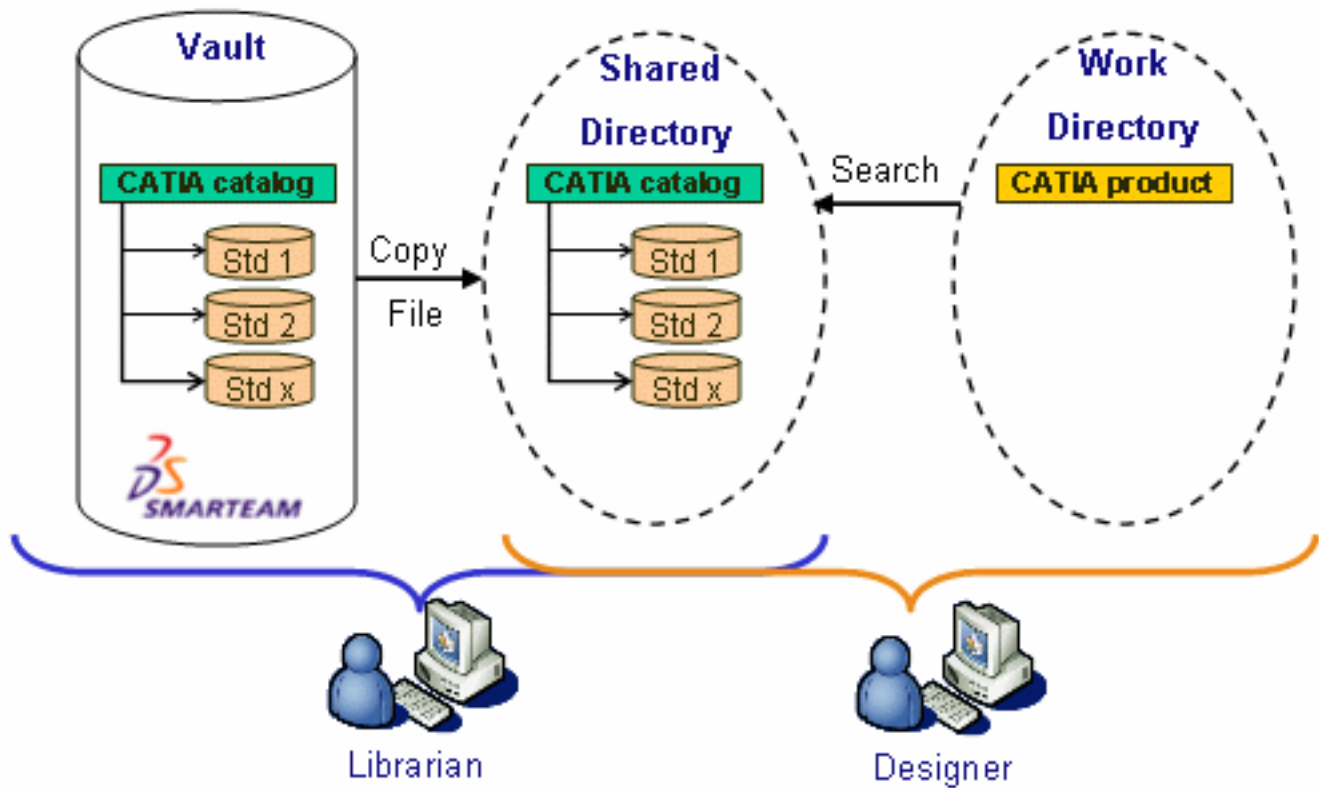 Vault
CATIA catalog
Std 1
Std 2
Std x
DS
SMARTEAM
Copy
File
Shared
Directory
CATIA catalog
Std 1
Std 2
Std x
Search
Work
Directory
CATIA product
Librarian
Designer